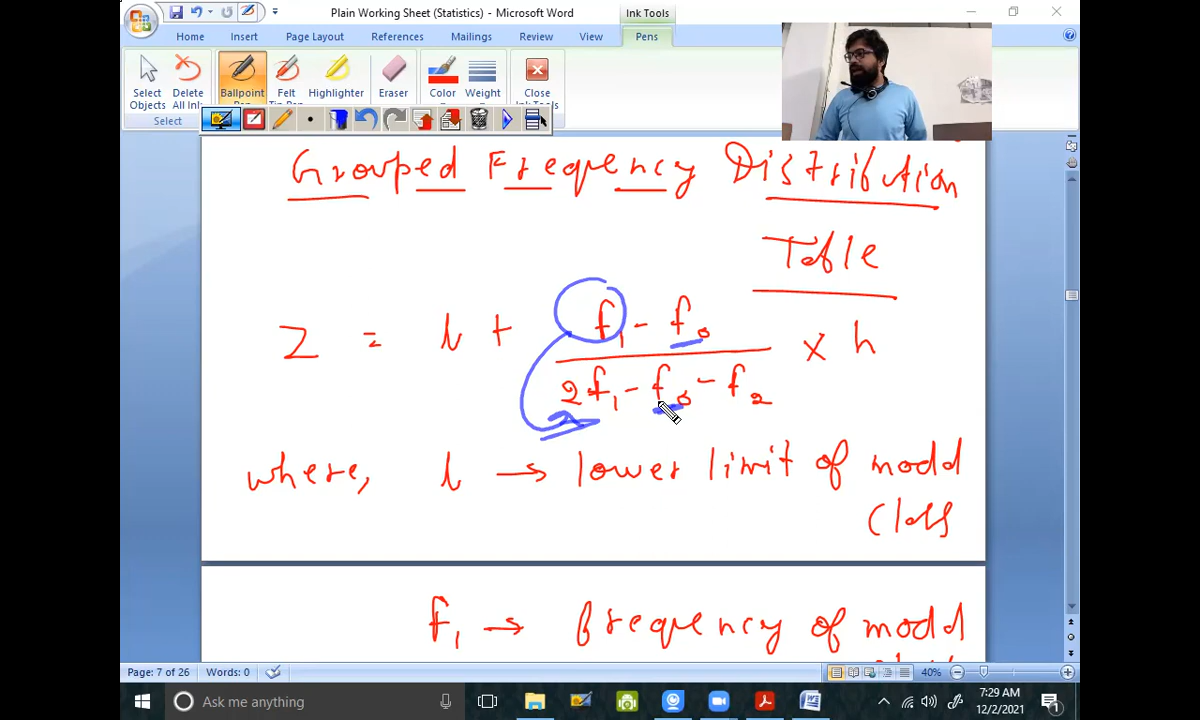 Plain Working Sheet (Statistics) - Microsoft Word
Ink Tools
Home Insert Page Layout References Mailings Review View Pens
Select Objects
Delete All Ink
Ballpoint Pen
Felt Tip Pen
Highlighter
Eraser
Color
Weight
Close Ink Tools
Select
Grouped Frequency Distribution
Table
Z = l + f₁ - f₀ / 2f₁ - f₀ - f₂ × h
where, l → lower limit of modal
class
f₁ → frequency of modal
Page: 7 of 26 Words: 0 40%
Ask me anything
7:29 AM
12/2/2021
1